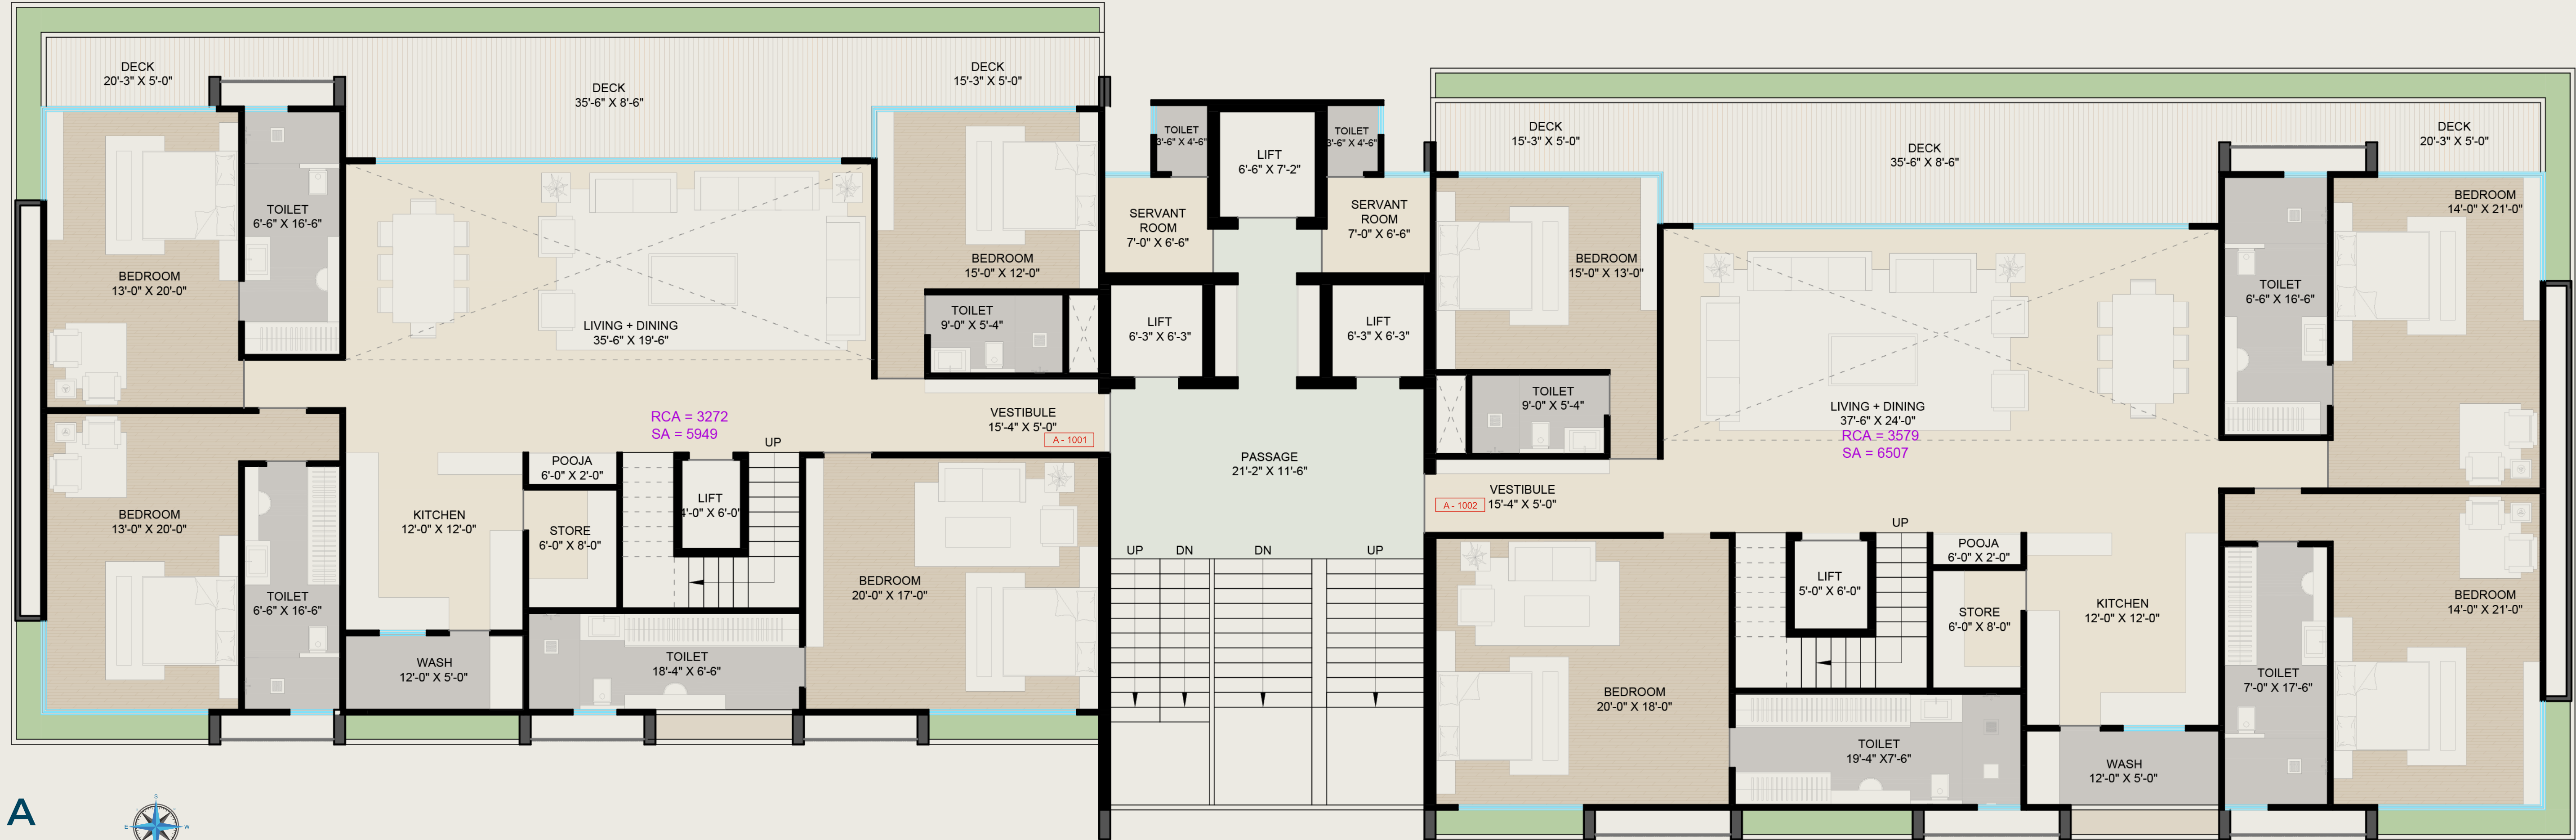 DECK
20'-3" X 5'-0"
DECK
35'-6" X 8'-6"
DECK
15'-3" X 5'-0"
TOILET
6'-6" X 16'-6"
BEDROOM
13'-0" X 20'-0"
LIVING + DINING
35'-6" X 19'-6"
BEDROOM
15'-0" X 12'-0"
TOILET
9'-0" X 5'-4"
RCA = 3272
SA = 5949
VESTIBULE
15'-4" X 5'-0"
A - 1001
UP
POOJA
6'-0" X 2'-0"
LIFT
4'-0" X 6'-0"
BEDROOM
13'-0" X 20'-0"
KITCHEN
12'-0" X 12'-0"
STORE
6'-0" X 8'-0"
BEDROOM
20'-0" X 17'-0"
TOILET
6'-6" X 16'-6"
WASH
12'-0" X 5'-0"
TOILET
18'-4" X 6'-6"
TOILET
3'-6" X 4'-6"
LIFT
6'-6" X 7'-2"
TOILET
3'-6" X 4'-6"
SERVANT
ROOM
7'-0" X 6'-6"
SERVANT
ROOM
7'-0" X 6'-6"
LIFT
6'-3" X 6'-3"
LIFT
6'-3" X 6'-3"
PASSAGE
21'-2" X 11'-6"
UP
DN
DN
UP
DECK
15'-3" X 5'-0"
DECK
35'-6" X 8'-6"
DECK
20'-3" X 5'-0"
BEDROOM
15'-0" X 13'-0"
TOILET
6'-6" X 16'-6"
BEDROOM
14'-0" X 21'-0"
TOILET
9'-0" X 5'-4"
LIVING + DINING
37'-6" X 24'-0"
RCA = 3579
SA = 6507
VESTIBULE
15'-4" X 5'-0"
A - 1002
UP
POOJA
6'-0" X 2'-0"
LIFT
5'-0" X 6'-0"
STORE
6'-0" X 8'-0"
KITCHEN
12'-0" X 12'-0"
BEDROOM
14'-0" X 21'-0"
BEDROOM
20'-0" X 18'-0"
TOILET
7'-0" X 17'-6"
TOILET
19'-4" X7'-6"
WASH
12'-0" X 5'-0"
A
S
E
W